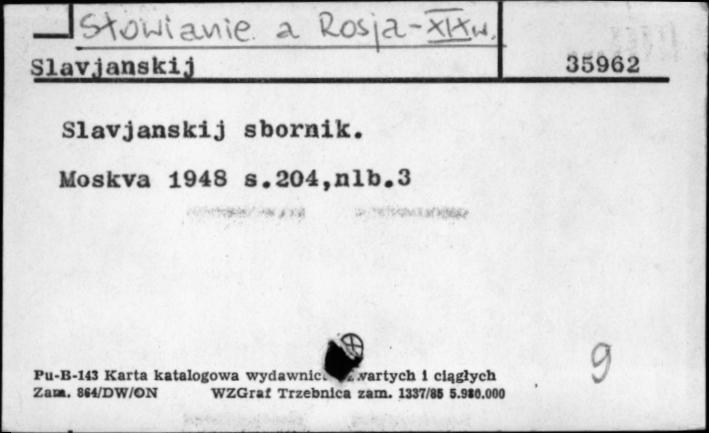 Słowianie a Rosja - XIX w.
Slavjanskij 35962
Slavjanskij sbornik.
Moskva 1948 s.204,nlb.3
9
Pu-B-143 Karta katalogowa wydawnic. zwartych i ciągłych
Zam. 864/DW/ON WZGraf Trzebnica zam. 1337/85 5.980.000